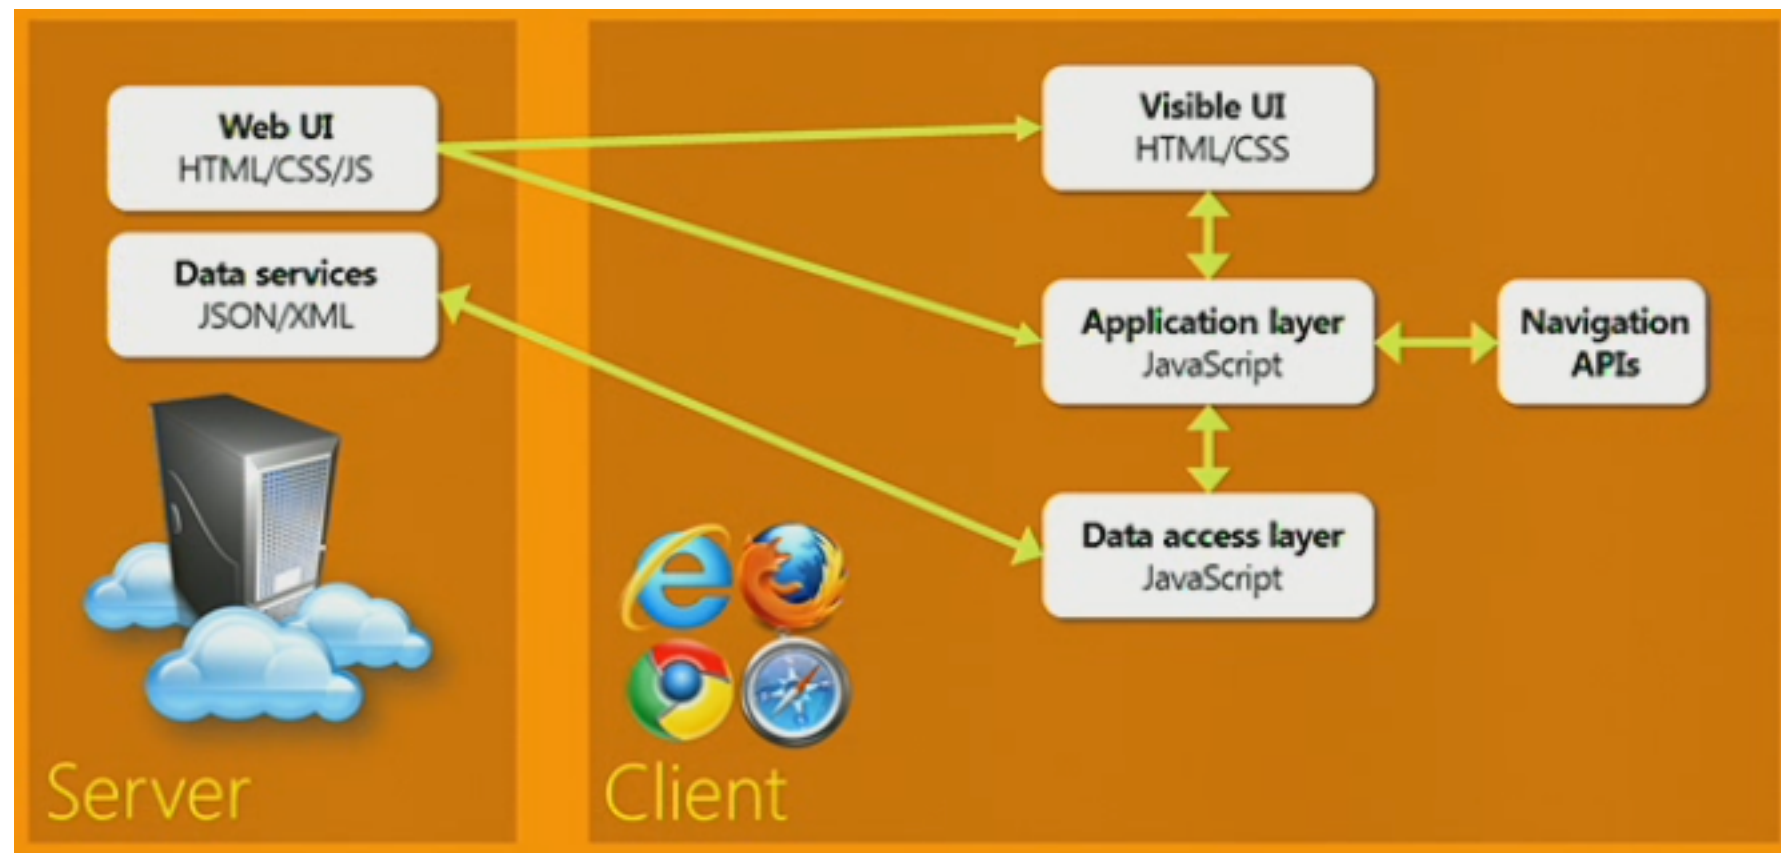 Web UI
HTML/CSS/JS
Data services
JSON/XML
Server
Visible UI
HTML/CSS
Application layer
JavaScript
Navigation
APIs
Data access layer
JavaScript
Client